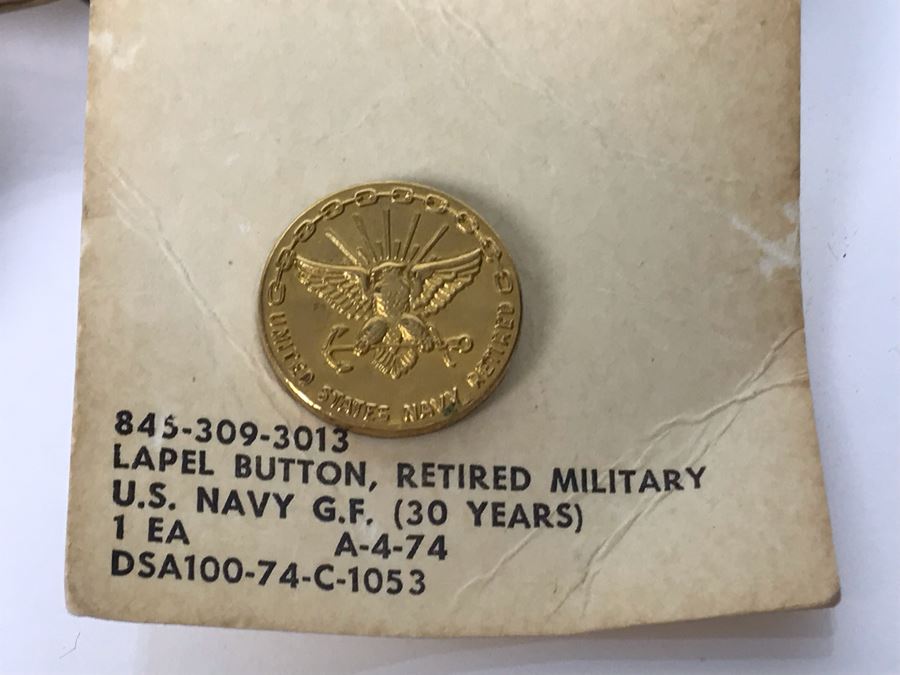 UNITED STATES NAVY RETIRED
845-309-3013
LAPEL BUTTON, RETIRED MILITARY
U.S. NAVY G.F. (30 YEARS)
1 EA A-4-74
DSA100-74-C-1053